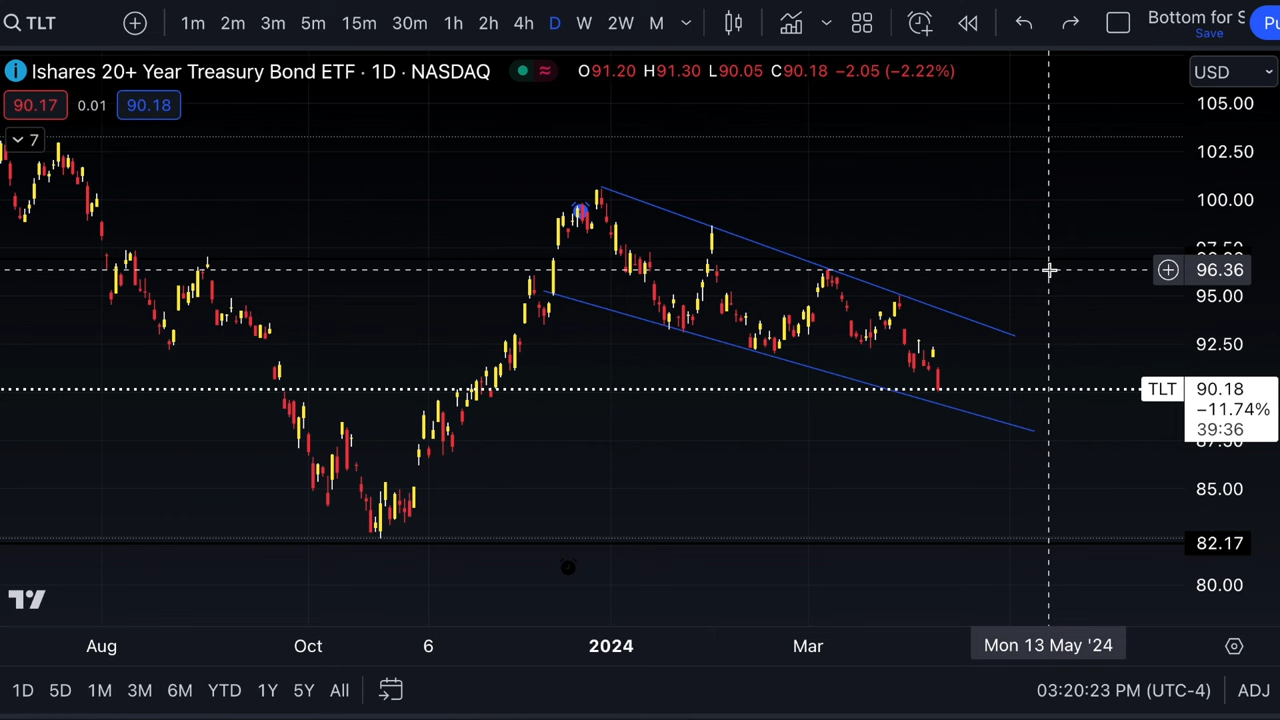 TLT 1m 2m 3m 5m 15m 30m 1h 2h 4h D W 2W M Bottom for S
Save
Ishares 20+ Year Treasury Bond ETF · 1D · NASDAQ O91.20 H91.30 L90.05 C90.18 −2.05 (−2.22%) USD
90.17 0.01 90.18
7
105.00
102.50
100.00
97.50
96.36
95.00
92.50
TLT 90.18
−11.74%
39:36
87.50
85.00
82.17
80.00
Aug Oct 6 2024 Mar Mon 13 May '24
1D 5D 1M 3M 6M YTD 1Y 5Y All 03:20:23 PM (UTC-4) ADJ